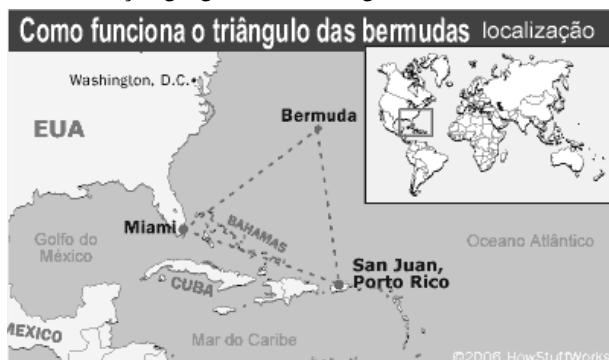 Como funciona o triângulo das bermudas localização
Washington, D.C.
EUA
Bermuda
Miami
BAHAMAS
Golfo do
México
Oceano Atlântico
San Juan,
Porto Rico
CUBA
MEXICO
Mar do Caribe
©2006 HowStuffWorks